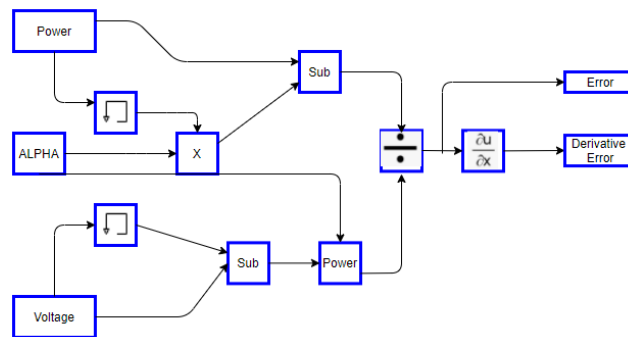 Power
Sub
Error
ALPHA
X
÷
∂u
∂x
Derivative
Error
Sub
Power
Voltage